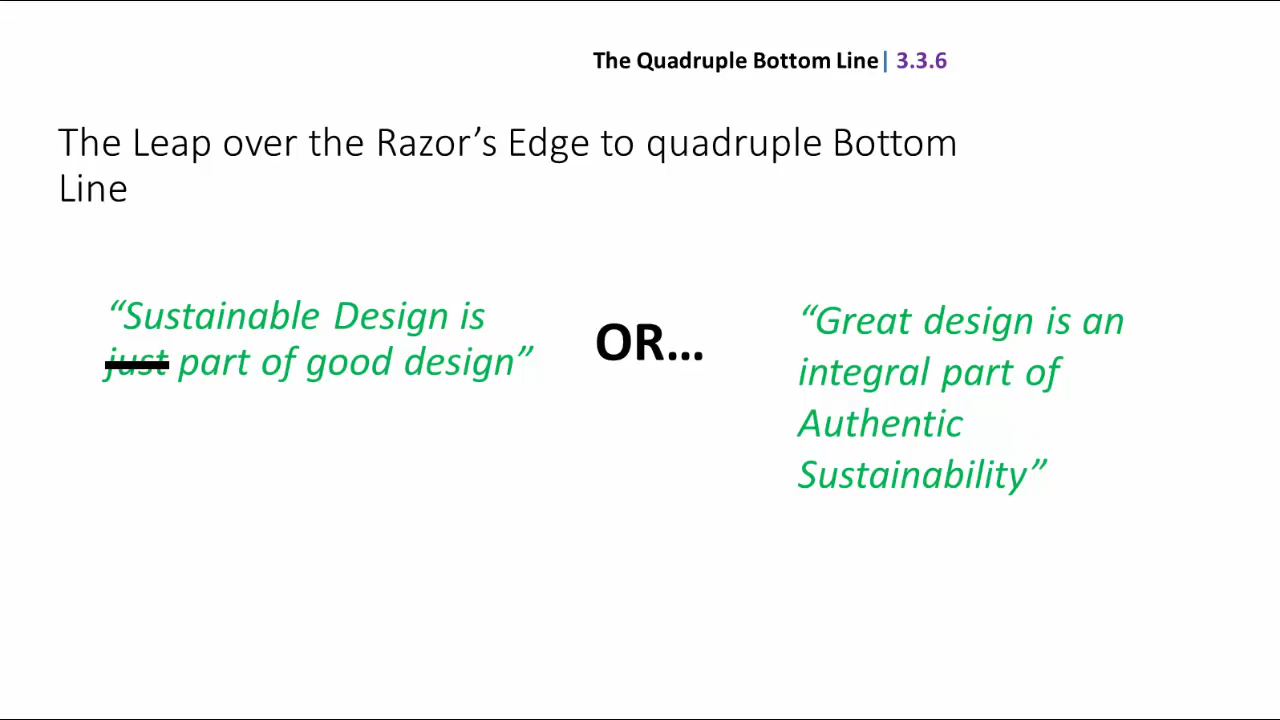 The Quadruple Bottom Line| 3.3.6
The Leap over the Razor’s Edge to quadruple Bottom
Line
“Sustainable Design is
just part of good design”
OR…
“Great design is an
integral part of
Authentic
Sustainability”